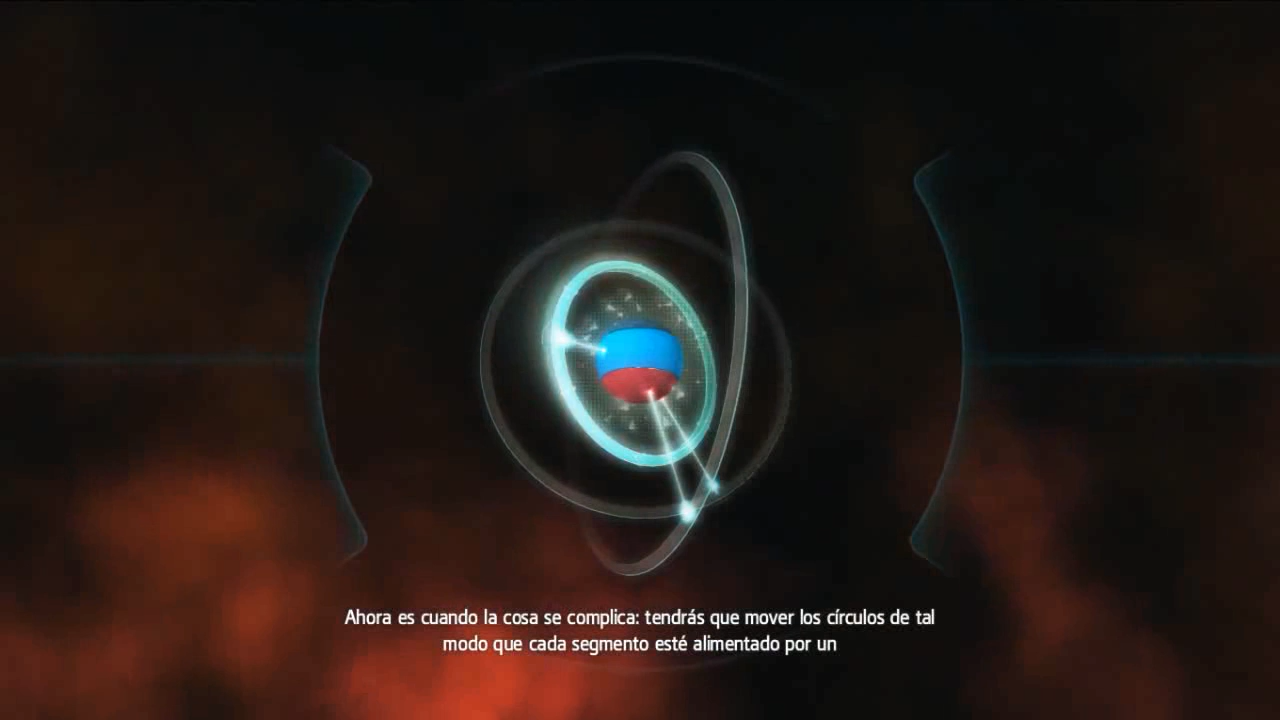 Ahora es cuando la cosa se complica: tendrás que mover los círculos de tal
modo que cada segmento esté alimentado por un